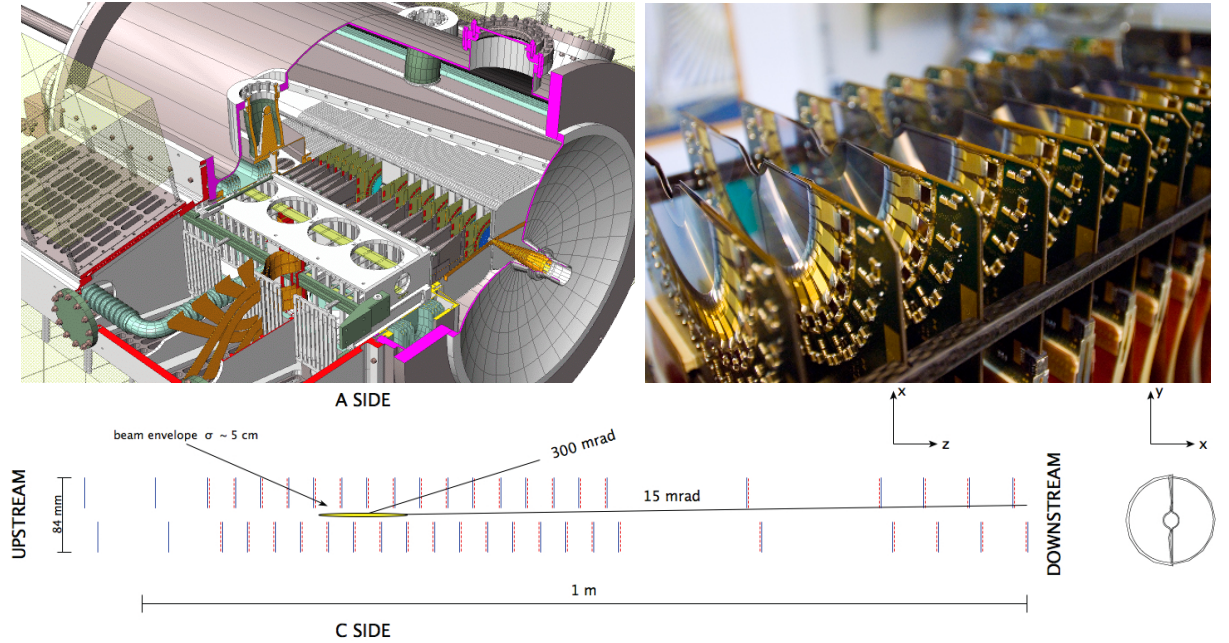 A SIDE
beam envelope σ ~ 5 cm
300 mrad
x
z
y
x
UPSTREAM
84 mm
15 mrad
DOWNSTREAM
1 m
C SIDE